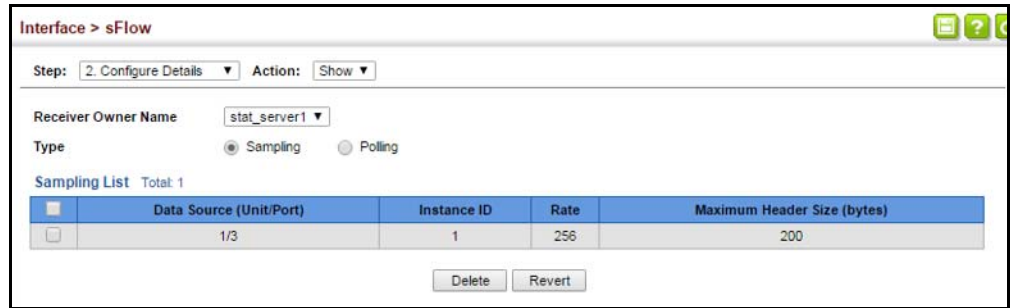 Interface > sFlow
Step: 2. Configure Details Action: Show
Receiver Owner Name stat_server1
Type Sampling Polling
Sampling List Total: 1
Data Source (Unit/Port) Instance ID Rate Maximum Header Size (bytes)
1/3 1 256 200
Delete Revert